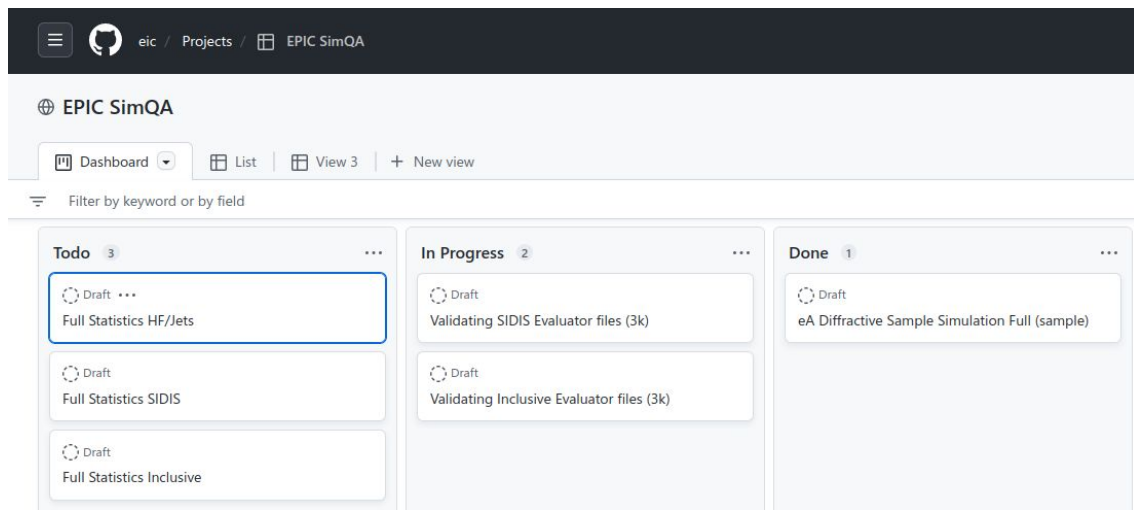 eic / Projects / EPIC SimQA
EPIC SimQA
Dashboard List View 3 + New view
Filter by keyword or by field
Todo 3 ...
Draft ...
Full Statistics HF/Jets
Draft
Full Statistics SIDIS
Draft
Full Statistics Inclusive
In Progress 2 ...
Draft
Validating SIDIS Evaluator files (3k)
Draft
Validating Inclusive Evaluator files (3k)
Done 1 ...
Draft
eA Diffractive Sample Simulation Full (sample)